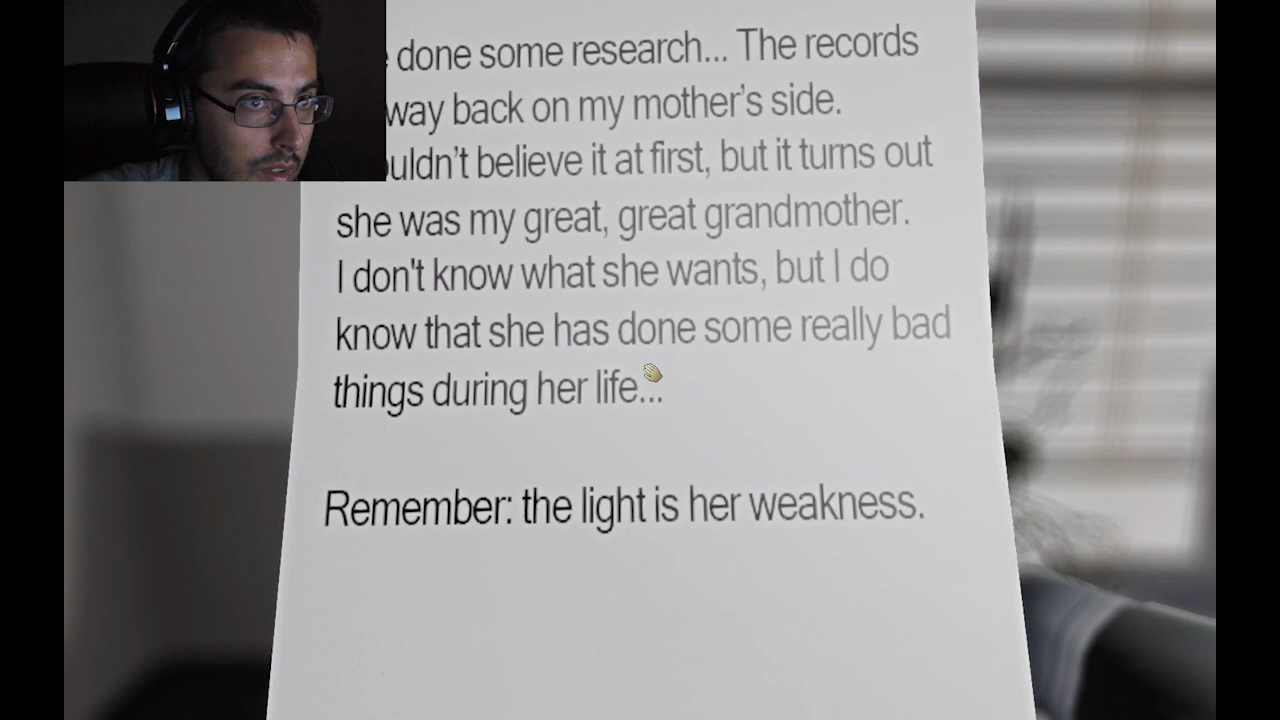 done some research... The records
way back on my mother's side.
believe it at first, but it turns out
she was my great, great grandmother.
I don't know what she wants, but I do
know that she has done some really bad
things during her life...
Remember: the light is her weakness.